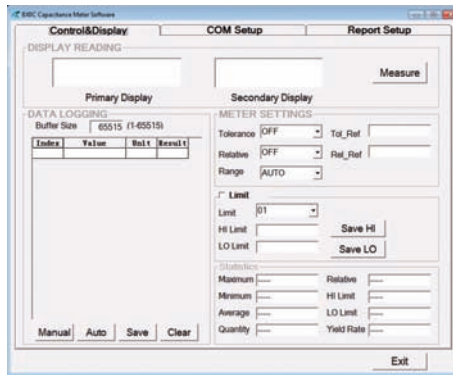 890C Capacitance Meter Software
Control&Display COM Setup Report Setup
DISPLAY READING
Measure
Primary Display Secondary Display
DATA LOGGING
Buffer Size 65515 (1-65515)
Index Value Unit Result
Manual Auto Save Clear
METER SETTINGS
Tolerance OFF Tol_Ref
Relative OFF Rel_Ref
Range AUTO
Limit
Limit 01
HI Limit Save HI
LO Limit Save LO
Statistics
Maximum ---- Relative ----
Minimum ---- HI Limit ----
Average ---- LO Limit ----
Quantity ---- Yield Rate ----
Exit